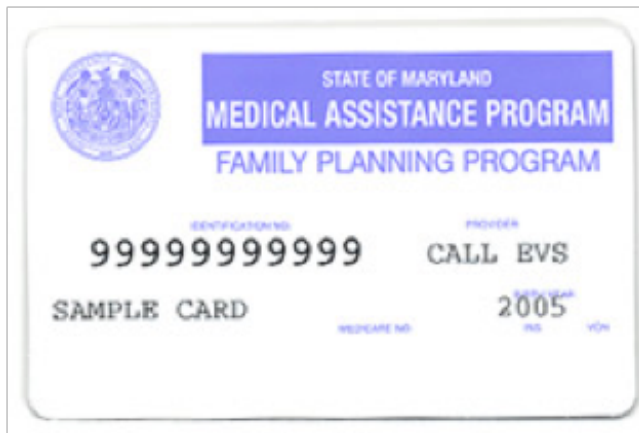 STATE OF MARYLAND
MEDICAL ASSISTANCE PROGRAM
FAMILY PLANNING PROGRAM
IDENTIFICATION NO. PROVIDER
99999999999 CALL EVS
BIRTH YEAR
SAMPLE CARD 2005
MEDICARE NO. INS